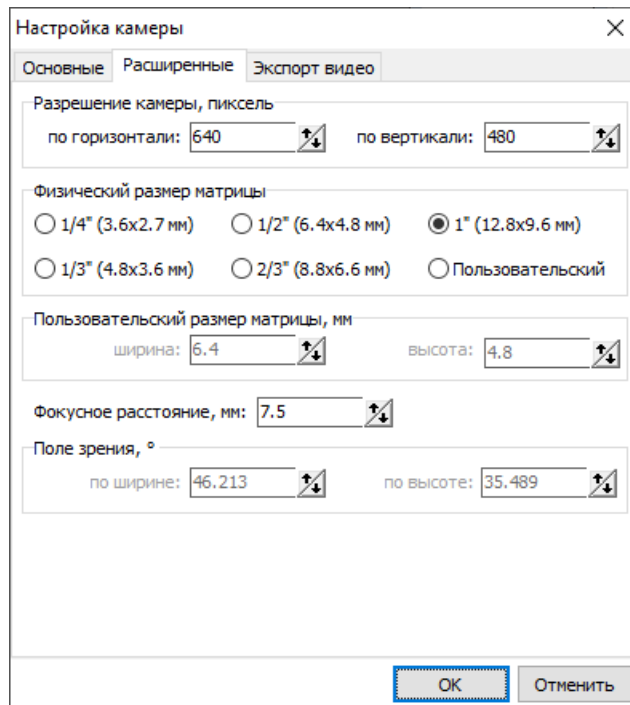 Настройка камеры
Основные Расширенные Экспорт видео
Разрешение камеры, пиксель
по горизонтали: 640 по вертикали: 480
Физический размер матрицы
1/4" (3.6x2.7 мм) 1/2" (6.4x4.8 мм) 1" (12.8x9.6 мм)
1/3" (4.8x3.6 мм) 2/3" (8.8x6.6 мм) Пользовательский
Пользовательский размер матрицы, мм
ширина: 6.4 высота: 4.8
Фокусное расстояние, мм: 7.5
Поле зрения, °
по ширине: 46.213 по высоте: 35.489
ОК Отменить